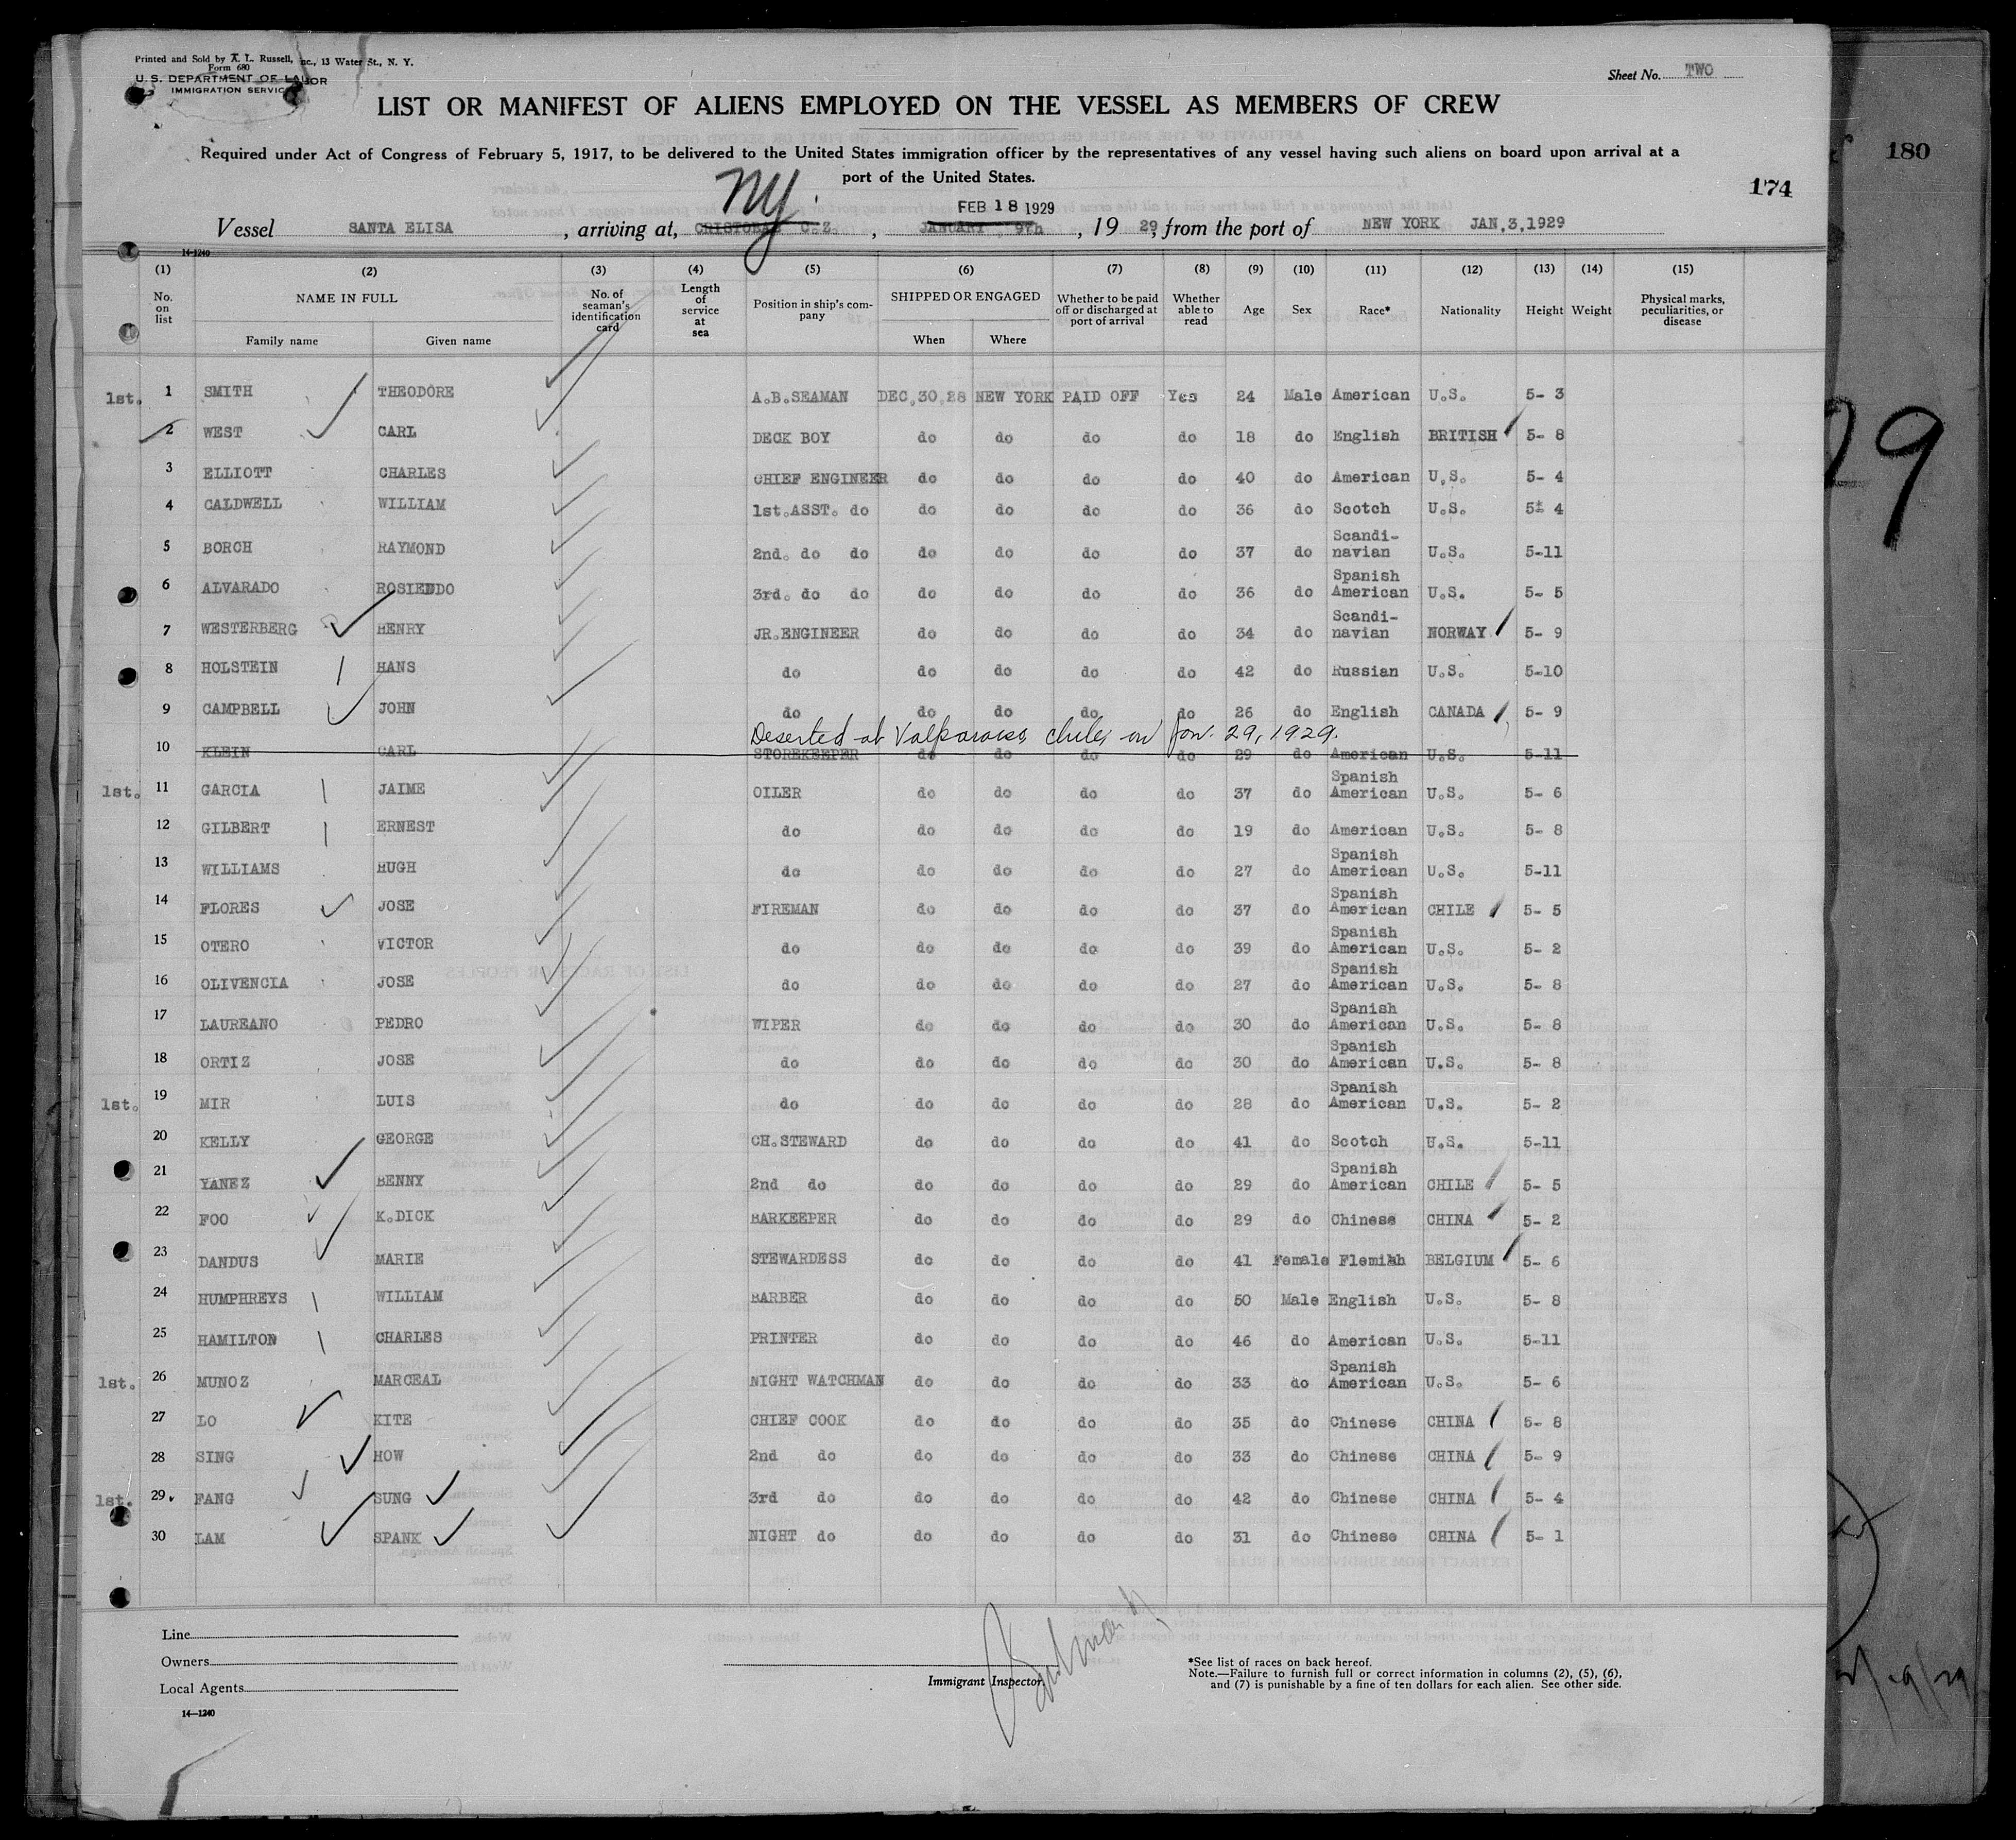 Printed and Sold by A. L. Russell, Inc., 13 Water St., N. Y.
Form 680
U. S. DEPARTMENT OF LABOR
IMMIGRATION SERVICE
Sheet No. TWO
LIST OR MANIFEST OF ALIENS EMPLOYED ON THE VESSEL AS MEMBERS OF CREW
Required under Act of Congress of February 5, 1917, to be delivered to the United States immigration officer by the representatives of any vessel having such aliens on board upon arrival at a
port of the United States.
180
174
NY.
FEB 18 1929
Vessel SANTA ELISA, arriving at, CRISTOBAL C.Z., JANUARY 9th, 19 29, from the port of NEW YORK JAN,3,1929
14-1240
(1) (2) (3) (4) (5) (6) (7) (8) (9) (10) (11) (12) (13) (14) (15)
No. on list NAME IN FULL No. of seaman's identification card Length of service at sea Position in ship's company SHIPPED OR ENGAGED Whether to be paid off or discharged at port of arrival Whether able to read Age Sex Race* Nationality Height Weight Physical marks, peculiarities, or disease
Family name Given name When Where
1st. 1 SMITH THEODORE A.B.SEAMAN DEC,30,28 NEW YORK PAID OFF Yes 24 Male American U.S. 5- 3
2 WEST CARL DECK BOY do do do do 18 do English BRITISH 5- 8
3 ELLIOTT CHARLES CHIEF ENGINEER do do do do 40 do American U.S. 5- 4
4 CALDWELL WILLIAM 1st.ASST. do do do do do 36 do Scotch U.S. 5- 4
5 BORCH RAYMOND 2nd. do do do do do do 37 do Scandi-navian U.S. 5-11
6 ALVARADO ROSIENDO 3rd. do do do do do do 36 do Spanish American U.S. 5- 5
7 WESTERBERG HENRY JR.ENGINEER do do do do 34 do Scandi-navian NORWAY 5- 9
8 HOLSTEIN HANS do do do do do 42 do Russian U.S. 5-10
9 CAMPBELL JOHN do do do do do 26 do English CANADA 5- 9
Deserted at Valparaiso, Chile, on Jan. 29, 1929.
10 KLEIN CARL STOREKEEPER do do do do 29 do American U.S. 5-11
1st. 11 GARCIA JAIME OILER do do do do 37 do Spanish American U.S. 5- 6
12 GILBERT ERNEST do do do do do 19 do American U.S. 5- 8
13 WILLIAMS HUGH do do do do do 27 do Spanish American U.S. 5-11
14 FLORES JOSE FIREMAN do do do do 37 do Spanish American CHILE 5- 5
15 OTERO VICTOR do do do do do 39 do Spanish American U.S. 5- 2
16 OLIVENCIA JOSE do do do do do 27 do Spanish American U.S. 5- 8
17 LAUREANO PEDRO WIPER do do do do 30 do Spanish American U.S. 5- 8
18 ORTIZ JOSE do do do do do 30 do Spanish American U.S. 5- 8
1st. 19 MIR LUIS do do do do do 28 do Spanish American U.S. 5- 2
20 KELLY GEORGE CH.STEWARD do do do do 41 do Scotch U.S. 5-11
21 YANEZ BENNY 2nd do do do do do 29 do Spanish American CHILE 5- 5
22 FOO K.DICK BARKEEPER do do do do 29 do Chinese CHINA 5- 2
23 DANDUS MARIE STEWARDESS do do do do 41 Female Flemish BELGIUM 5- 6
24 HUMPHREYS WILLIAM BARBER do do do do 50 Male English U.S. 5- 8
25 HAMILTON CHARLES PRINTER do do do do 46 do American U.S. 5-11
1st. 26 MUNOZ MARCEAL NIGHT WATCHMAN do do do do 33 do Spanish American U.S. 5- 6
27 LO KITE CHIEF COOK do do do do 35 do Chinese CHINA 5- 8
28 SING HOW 2nd do do do do do 33 do Chinese CHINA 5- 9
1st. 29 FANG SUNG 3rd do do do do do 42 do Chinese CHINA 5- 4
30 LAM SPANK NIGHT do do do do do 31 do Chinese CHINA 5- 1
Line
Owners
Local Agents
14—1240
Immigrant Inspector.
*See list of races on back hereof.
Note.—Failure to furnish full or correct information in columns (2), (5), (6),
and (7) is punishable by a fine of ten dollars for each alien. See other side.